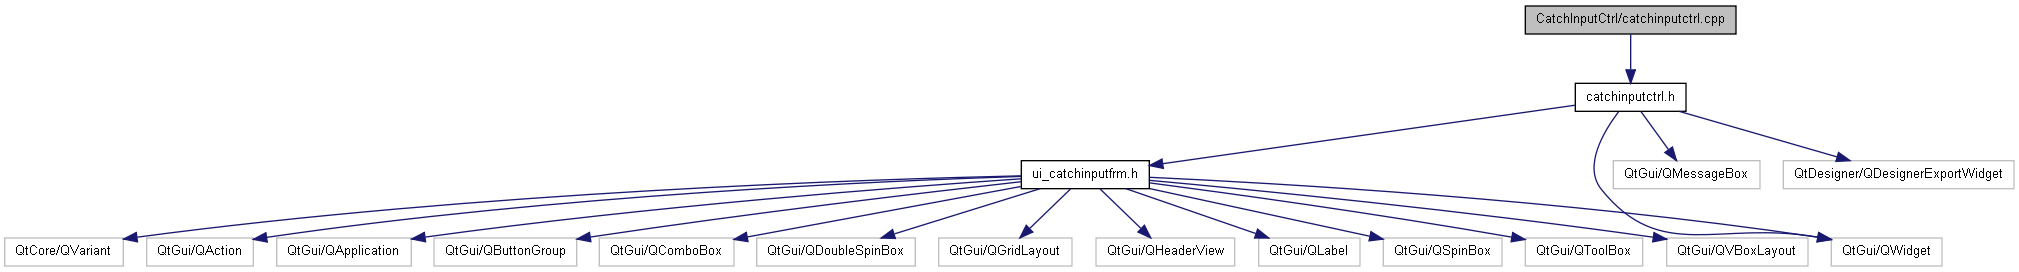 CatchInputCtrl/catchinputctrl.cpp
catchinputctrl.h
ui_catchinputfrm.h
QtGui/QMessageBox
QtDesigner/QDesignerExportWidget
QtCore/QVariant
QtGui/QAction
QtGui/QApplication
QtGui/QButtonGroup
QtGui/QComboBox
QtGui/QDoubleSpinBox
QtGui/QGridLayout
QtGui/QHeaderView
QtGui/QLabel
QtGui/QSpinBox
QtGui/QToolBox
QtGui/QVBoxLayout
QtGui/QWidget